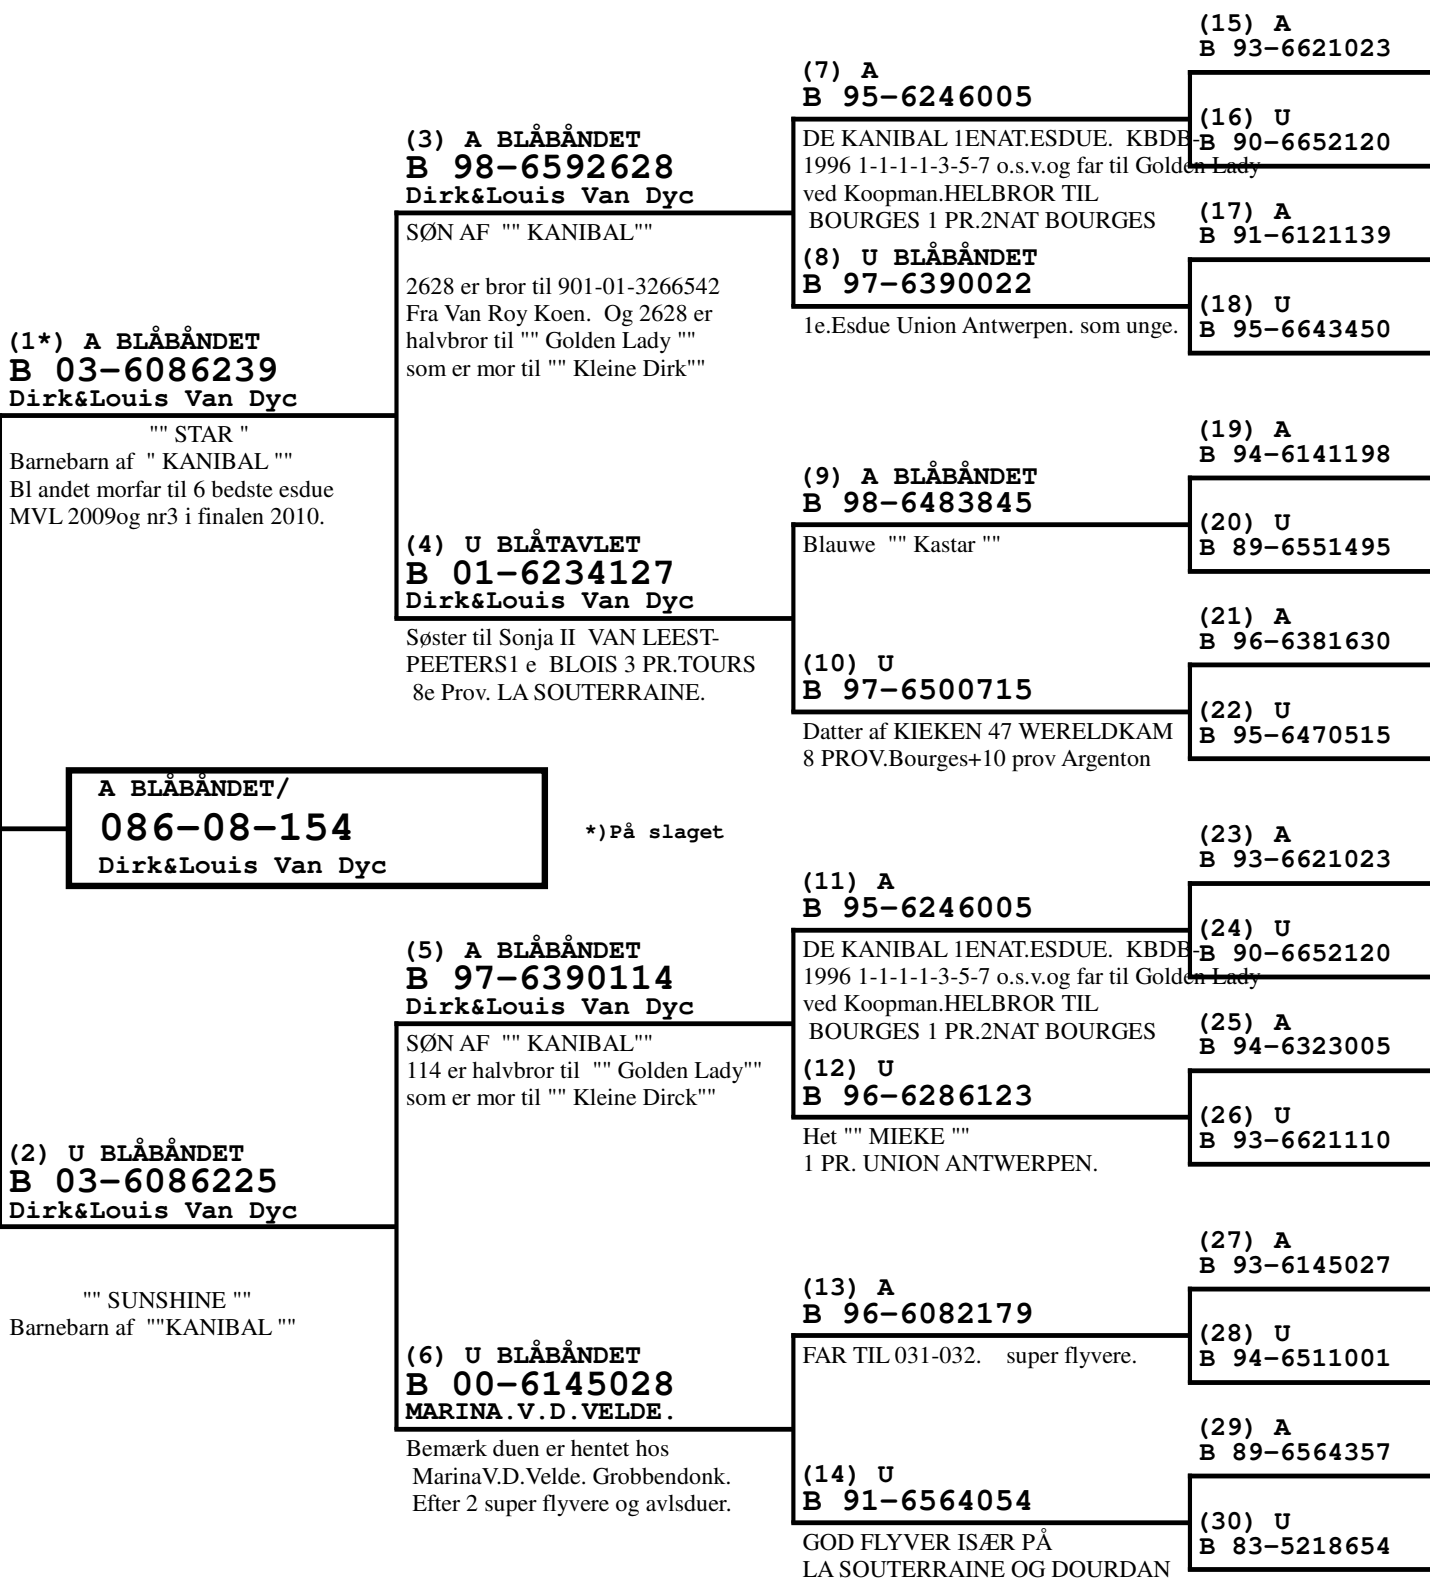 (1*) A BLÅBÅNDET
B 03-6086239
Dirk&Louis Van Dyc
"" STAR "
Barnebarn af " KANIBAL ""
Bl andet morfar til 6 bedste esdue
MVL 2009og nr3 i finalen 2010.
A BLÅBÅNDET/
086-08-154
Dirk&Louis Van Dyc
*)På slaget
(2) U BLÅBÅNDET
B 03-6086225
Dirk&Louis Van Dyc
"" SUNSHINE ""
Barnebarn af ""KANIBAL ""
(3) A BLÅBÅNDET
B 98-6592628
Dirk&Louis Van Dyc
SØN AF "" KANIBAL""
2628 er bror til 901-01-3266542
Fra Van Roy Koen. Og 2628 er
halvbror til "" Golden Lady ""
som er mor til "" Kleine Dirk""
(4) U BLÅTAVLET
B 01-6234127
Dirk&Louis Van Dyc
Søster til Sonja II VAN LEEST-
PEETERS1 e BLOIS 3 PR.TOURS
8e Prov. LA SOUTERRAINE.
(5) A BLÅBÅNDET
B 97-6390114
Dirk&Louis Van Dyc
SØN AF "" KANIBAL""
114 er halvbror til "" Golden Lady""
som er mor til "" Kleine Dirck""
(6) U BLÅBÅNDET
B 00-6145028
MARINA.V.D.VELDE.
Bemærk duen er hentet hos
MarinaV.D.Velde. Grobbendonk.
Efter 2 super flyvere og avlsduer.
(7) A
B 95-6246005
DE KANIBAL 1ENAT.ESDUE. KBDB-
1996 1-1-1-1-3-5-7 o.s.v.og far til Golden Lady
ved Koopman.HELBROR TIL
BOURGES 1 PR.2NAT BOURGES
(8) U BLÅBÅNDET
B 97-6390022
1e.Esdue Union Antwerpen. som unge.
(9) A BLÅBÅNDET
B 98-6483845
Blauwe "" Kastar ""
(10) U
B 97-6500715
Datter af KIEKEN 47 WERELDKAM
8 PROV.Bourges+10 prov Argenton
(11) A
B 95-6246005
DE KANIBAL 1ENAT.ESDUE. KBDB-
1996 1-1-1-1-3-5-7 o.s.v.og far til Golden Lady
ved Koopman.HELBROR TIL
BOURGES 1 PR.2NAT BOURGES
(12) U
B 96-6286123
Het "" MIEKE ""
1 PR. UNION ANTWERPEN.
(13) A
B 96-6082179
FAR TIL 031-032. super flyvere.
(14) U
B 91-6564054
GOD FLYVER ISÆR PÅ
LA SOUTERRAINE OG DOURDAN
(15) A
B 93-6621023
(16) U
B 90-6652120
(17) A
B 91-6121139
(18) U
B 95-6643450
(19) A
B 94-6141198
(20) U
B 89-6551495
(21) A
B 96-6381630
(22) U
B 95-6470515
(23) A
B 93-6621023
(24) U
B 90-6652120
(25) A
B 94-6323005
(26) U
B 93-6621110
(27) A
B 93-6145027
(28) U
B 94-6511001
(29) A
B 89-6564357
(30) U
B 83-5218654